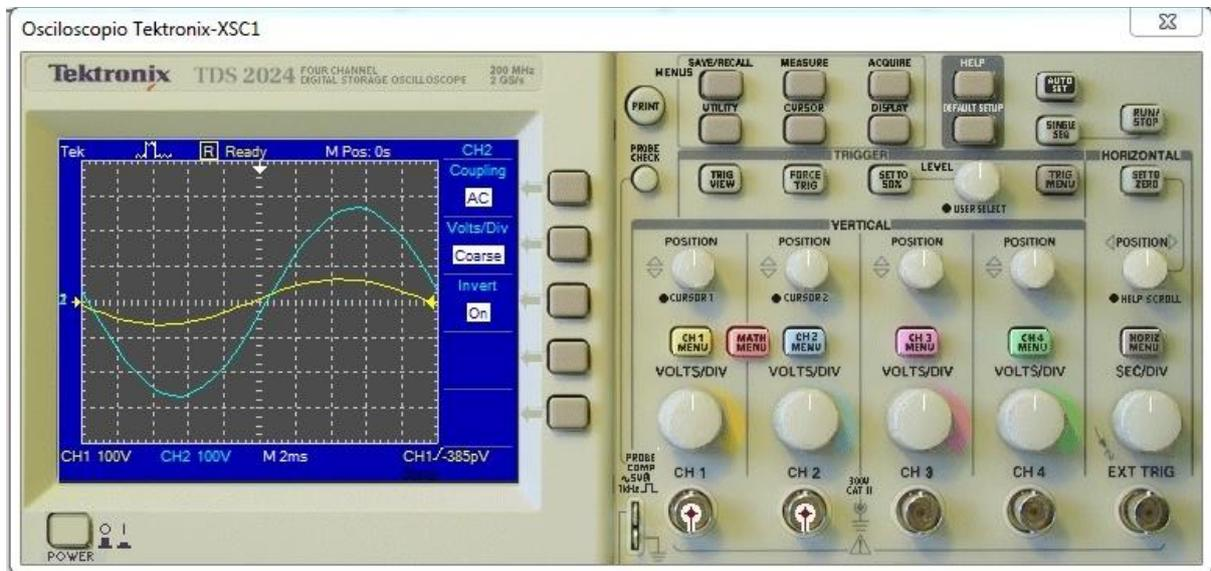 Osciloscopio Tektronix-XSC1
Tektronix TDS 2024 FOUR CHANNEL DIGITAL STORAGE OSCILLOSCOPE 200 MHz 2 GS/s
Tek R Ready M Pos: 0s CH2
Coupling
AC
Volts/Div
Coarse
Invert
On
CH1 100V CH2 100V M 2ms CH1 -385pV
POWER
MENUS
SAVE/RECALL MEASURE ACQUIRE
UTILITY CURSOR DISPLAY
HELP
DEFAULT SETUP
AUTO SET
SINGLE SEQ
RUN/STOP
PRINT
PROBE CHECK
TRIGGER
TRIG VIEW
FORCE TRIG
SET TO 50%
LEVEL
USER SELECT
TRIG MENU
HORIZONTAL
SET TO ZERO
VERTICAL
POSITION POSITION POSITION POSITION POSITION
CURSOR 1 CURSOR 2 HELP SCROLL
CH 1 MENU
MATH MENU
CH 2 MENU
CH 3 MENU
CH 4 MENU
HORIZ MENU
VOLTS/DIV VOLTS/DIV VOLTS/DIV VOLTS/DIV SEC/DIV
CH 1 CH 2 CH 3 CH 4 EXT TRIG
PROBE COMP
~5V@
1kHz
300V
CAT II